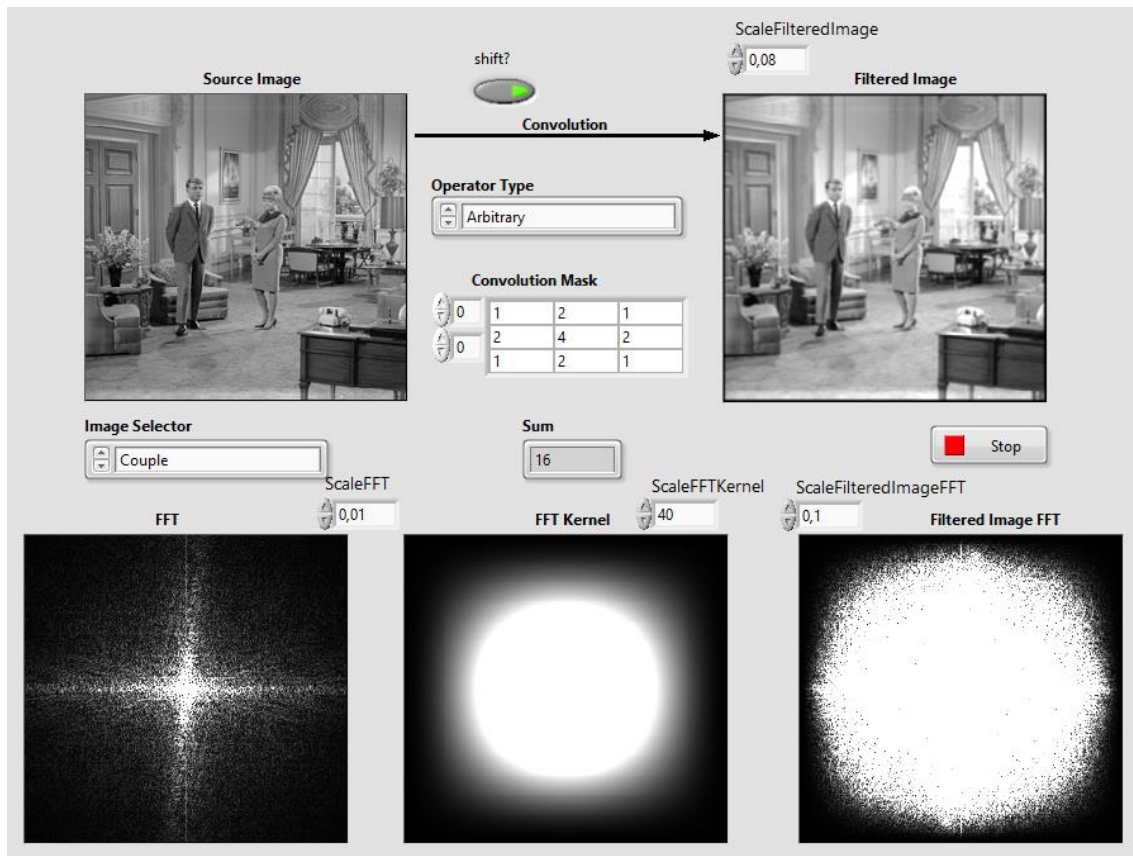 ScaleFilteredImage
0,08
shift?
Source Image
Filtered Image
Convolution
Operator Type
Arbitrary
Convolution Mask
0
1 2 1
0
2 4 2
1 2 1
Image Selector
Couple
Sum
16
Stop
ScaleFFT
0,01
ScaleFFTKernel
40
ScaleFilteredImageFFT
0,1
FFT
FFT Kernel
Filtered Image FFT